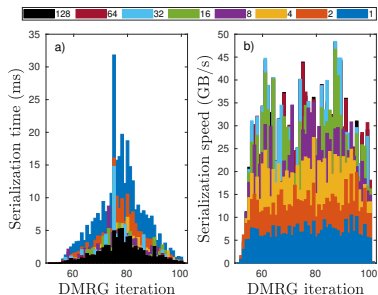 128 64 32 16 8 4 2 1
a)
35
30
25
20
15
10
5
0
Serialization time (ms)
60 80 100
DMRG iteration
b)
50
45
40
35
30
25
20
15
10
5
0
Serialization speed (GB/s)
60 80 100
DMRG iteration